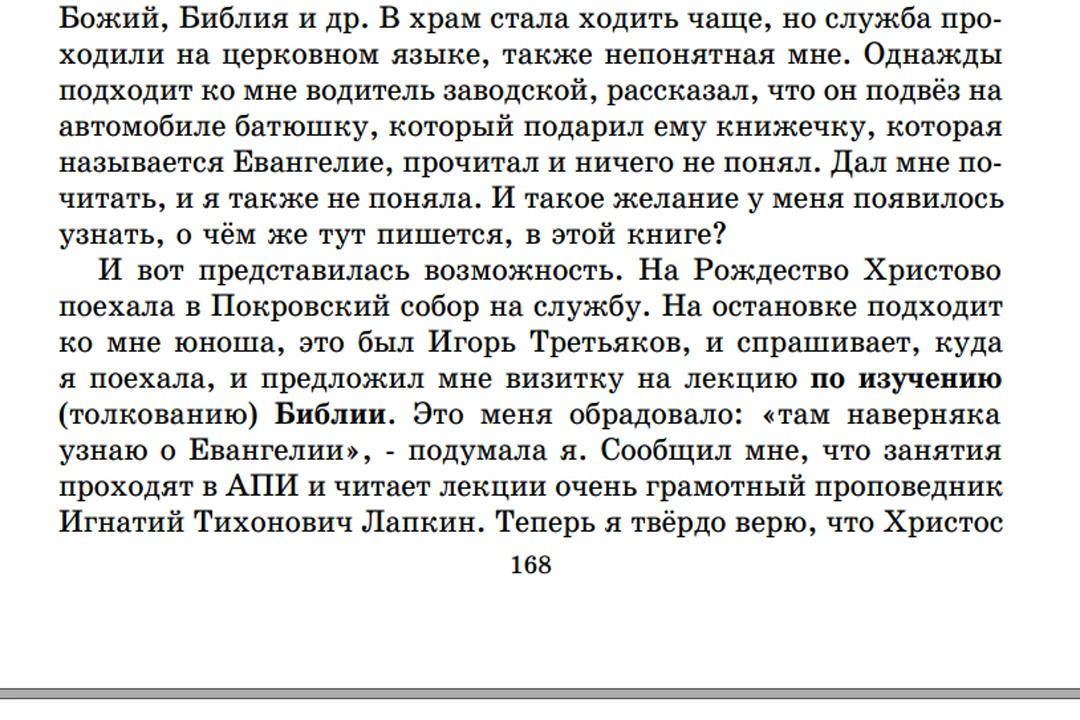 Божий, Библия и др. В храм стала ходить чаще, но служба про-
ходили на церковном языке, также непонятная мне. Однажды
подходит ко мне водитель заводской, рассказал, что он подвёз на
автомобиле батюшку, который подарил ему книжечку, которая
называется Евангелие, прочитал и ничего не понял. Дал мне по-
читать, и я также не поняла. И такое желание у меня появилось
узнать, о чём же тут пишется, в этой книге?
И вот представилась возможность. На Рождество Христово
поехала в Покровский собор на службу. На остановке подходит
ко мне юноша, это был Игорь Третьяков, и спрашивает, куда
я поехала, и предложил мне визитку на лекцию по изучению
(толкованию) Библии. Это меня обрадовало: «там наверняка
узнаю о Евангелии», - подумала я. Сообщил мне, что занятия
проходят в АПИ и читает лекции очень грамотный проповедник
Игнатий Тихонович Лапкин. Теперь я твёрдо верю, что Христос
168